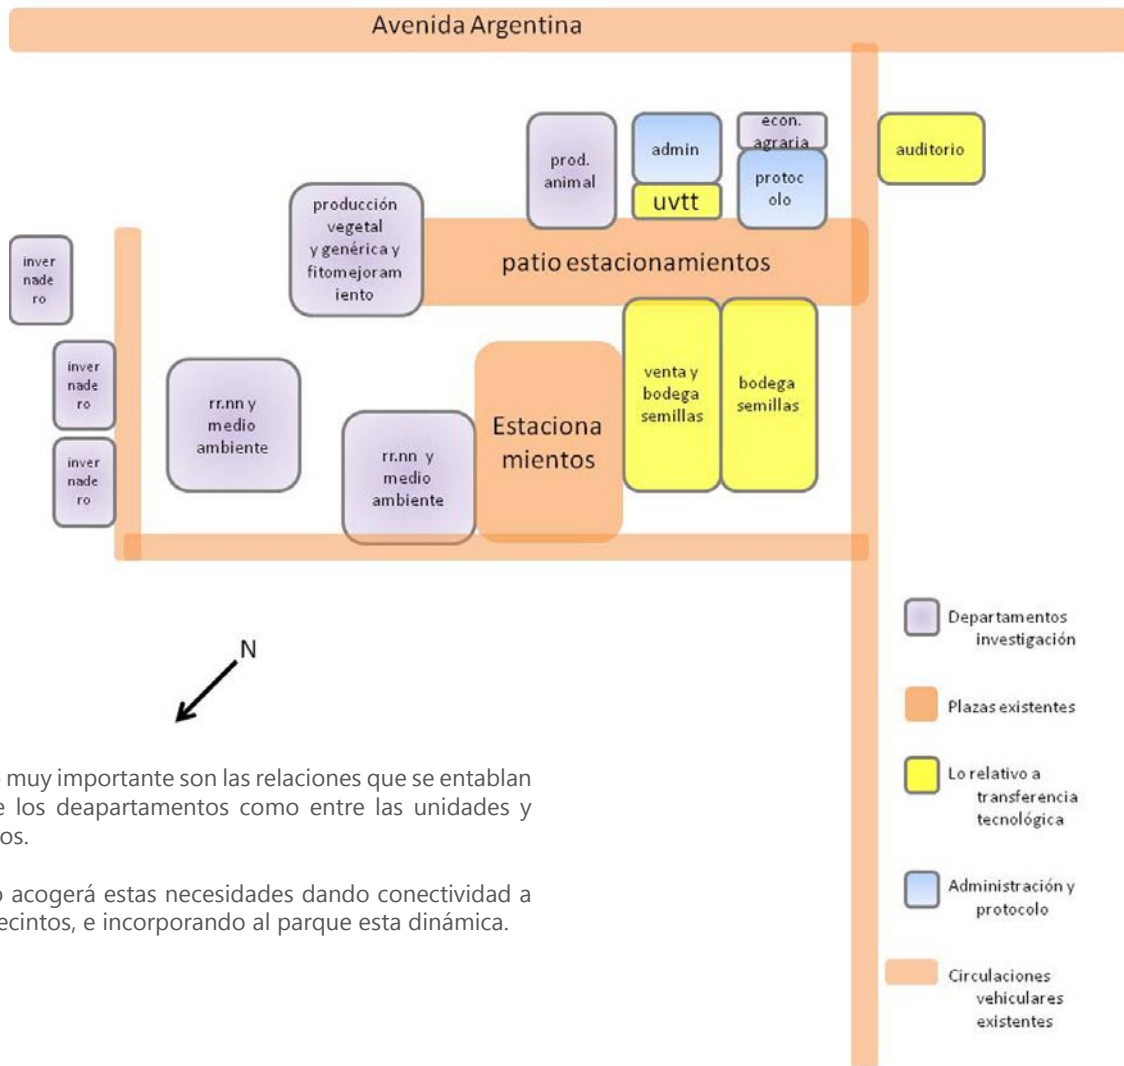 Avenida Argentina
prod.
animal
admin
uvtt
econ.
agraria
protoc
olo
auditorio
producción
vegetal
y genérica y
fitomejoram
iento
patio estacionamientos
inver
nade
ro
inver
nade
ro
inver
nade
ro
rr.nn y
medio
ambiente
rr.nn y
medio
ambiente
Estaciona
mientos
venta y
bodega
semillas
bodega
semillas
N
muy importante son las relaciones que se entablan
los deapartamentos como entre las unidades y
os.
o acogerá estas necesidades dando conectividad a
ecintos, e incorporando al parque esta dinámica.
Departamentos
investigación
Plazas existentes
Lo relativo a
transferencia
tecnológica
Administración y
protocolo
Circulaciones
vehiculares
existentes